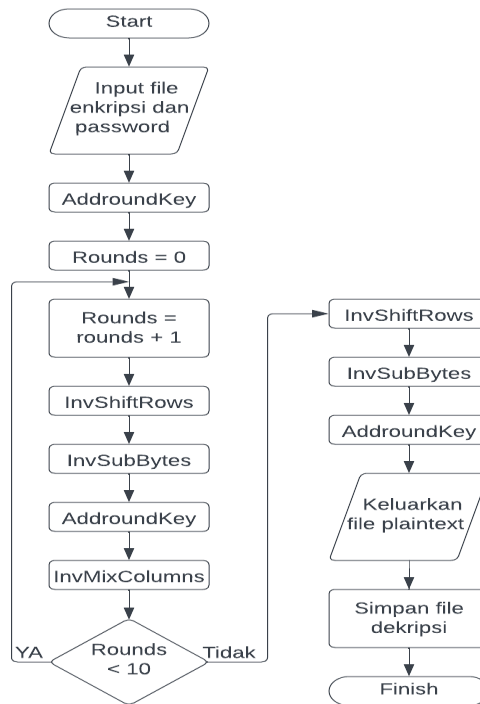 Start
Input file
enkripsi dan
password
AddroundKey
Rounds = 0
Rounds =
rounds + 1
InvShiftRows
InvSubBytes
AddroundKey
InvMixColumns
Rounds
< 10
YA
Tidak
InvShiftRows
InvSubBytes
AddroundKey
Keluarkan
file plaintext
Simpan file
dekripsi
Finish